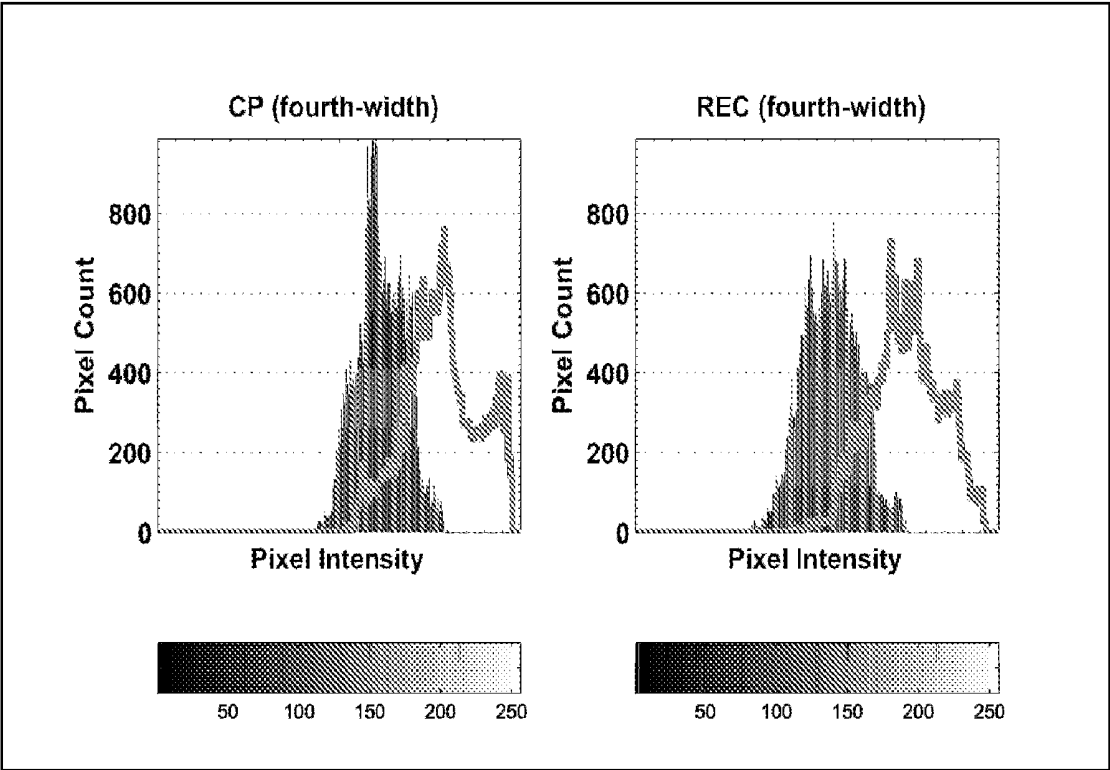 CP (fourth-width)
800
600
400
200
0
Pixel Count
Pixel Intensity
50 100 150 200 250
REC (fourth-width)
800
600
400
200
0
Pixel Count
Pixel Intensity
50 100 150 200 250